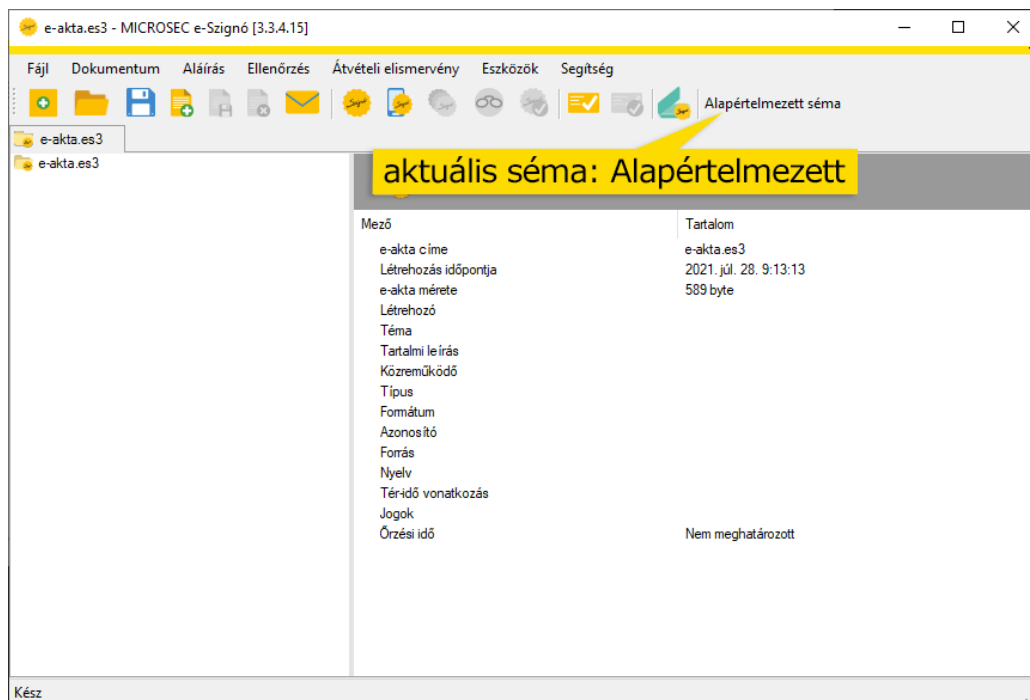 e-akta.es3 - MICROSEC e-Szignó [3.3.4.15]
Fájl Dokumentum Aláírás Ellenőrzés Átvételi elismervény Eszközök Segítség
Alapértelmezett séma
e-akta.es3
e-akta.es3
aktuális séma: Alapértelmezett
Mező Tartalom
e-akta címe e-akta.es3
Létrehozás időpontja 2021. júl. 28. 9:13:13
e-akta mérete 589 byte
Létrehozó
Téma
Tartalmi leírás
Közreműködő
Típus
Formátum
Azonosító
Forrás
Nyelv
Tér-idő vonatkozás
Jogok
Őrzési idő Nem meghatározott
Kész